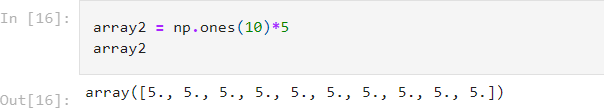 In [16]:
array2 = np.ones(10)*5
array2
Out[16]: array([5., 5., 5., 5., 5., 5., 5., 5., 5., 5.])